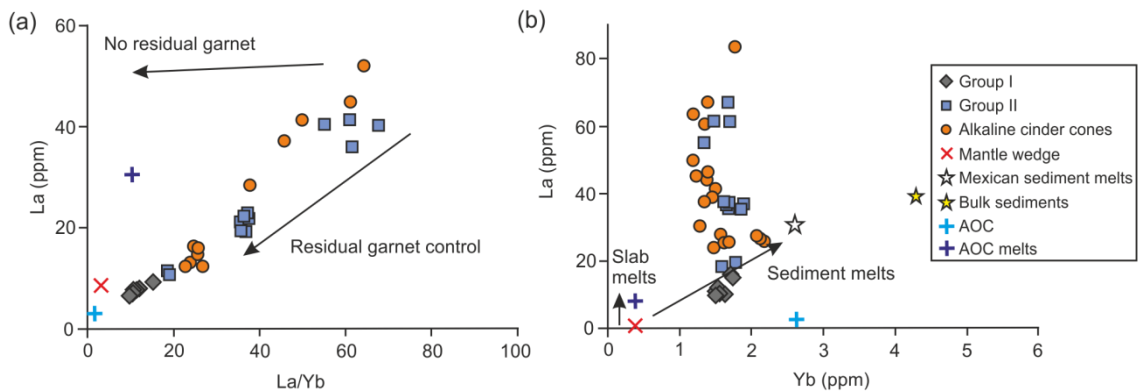 (a)
60
40
20
0
La (ppm)
No residual garnet
Residual garnet control
0 20 40 60 80 100
La/Yb
(b)
80
60
40
20
0
La (ppm)
Slab
melts
Sediment melts
0 1 2 3 4 5 6
Yb (ppm)
Group I
Group II
Alkaline cinder cones
Mantle wedge
Mexican sediment melts
Bulk sediments
AOC
AOC melts